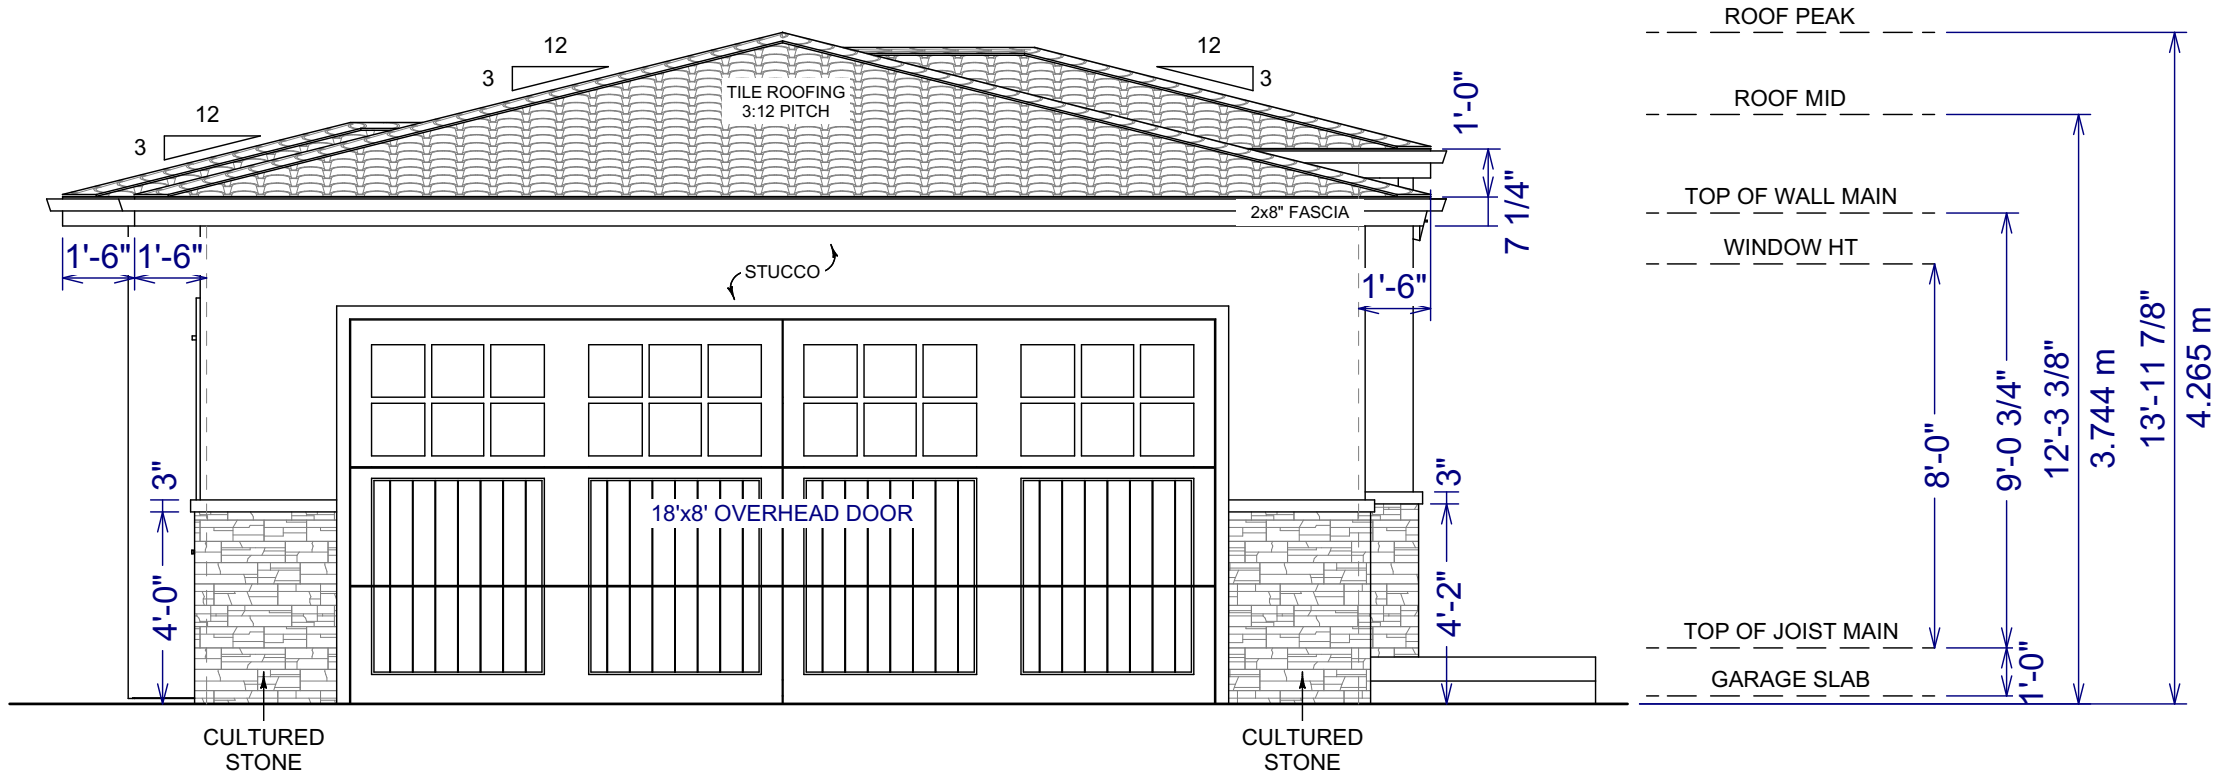 ROOF PEAK
12
12
3
3
TILE ROOFING
3:12 PITCH
1'-0"
ROOF MID
12
3
7 1/4"
TOP OF WALL MAIN
2x8" FASCIA
1'-6"
1'-6"
STUCCO
1'-6"
WINDOW HT
13'-11 7/8"
4.265 m
12'-3 3/8"
3.744 m
9'-0 3/4"
8'-0"
3"
3"
18'x8' OVERHEAD DOOR
4'-0"
4'-2"
TOP OF JOIST MAIN
1'-0"
GARAGE SLAB
CULTURED
STONE
CULTURED
STONE